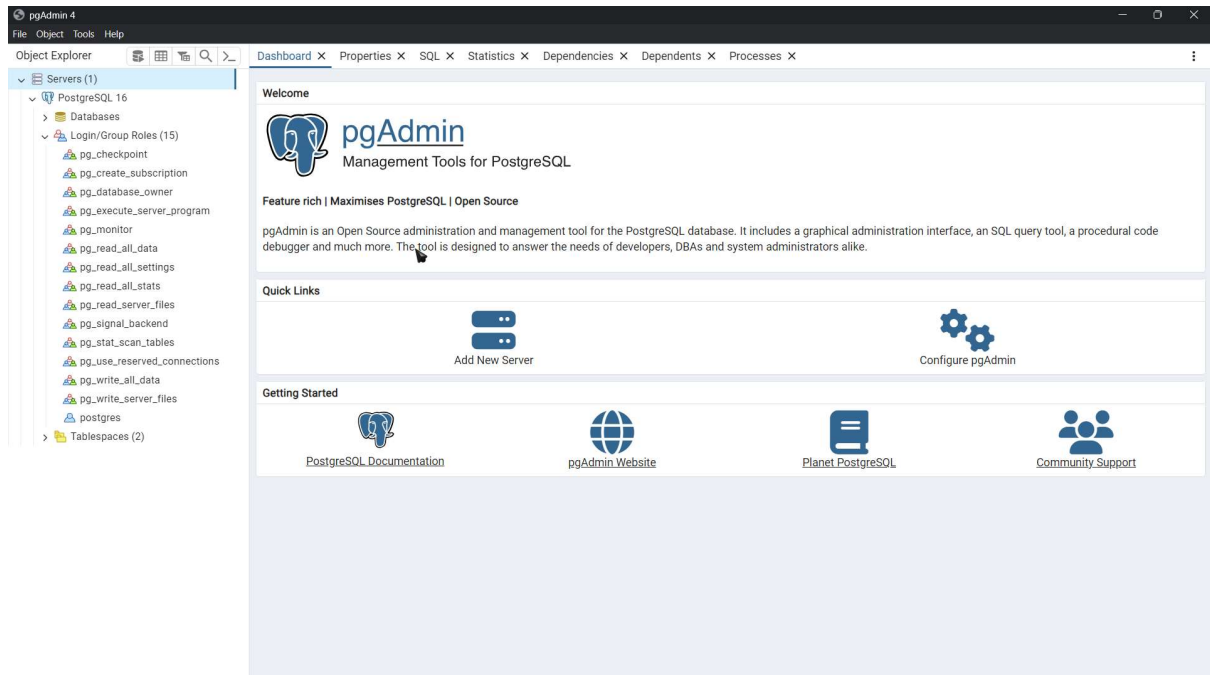 pgAdmin 4
File Object Tools Help
Object Explorer
Dashboard Properties SQL Statistics Dependencies Dependents Processes
Servers (1)
PostgreSQL 16
Databases
Login/Group Roles (15)
pg_checkpoint
pg_create_subscription
pg_database_owner
pg_execute_server_program
pg_monitor
pg_read_all_data
pg_read_all_settings
pg_read_all_stats
pg_read_server_files
pg_signal_backend
pg_stat_scan_tables
pg_use_reserved_connections
pg_write_all_data
pg_write_server_files
postgres
Tablespaces (2)
Welcome
pgAdmin
Management Tools for PostgreSQL
Feature rich | Maximises PostgreSQL | Open Source
pgAdmin is an Open Source administration and management tool for the PostgreSQL database. It includes a graphical administration interface, an SQL query tool, a procedural code
debugger and much more. The tool is designed to answer the needs of developers, DBAs and system administrators alike.
Quick Links
Add New Server
Configure pgAdmin
Getting Started
PostgreSQL Documentation
pgAdmin Website
Planet PostgreSQL
Community Support